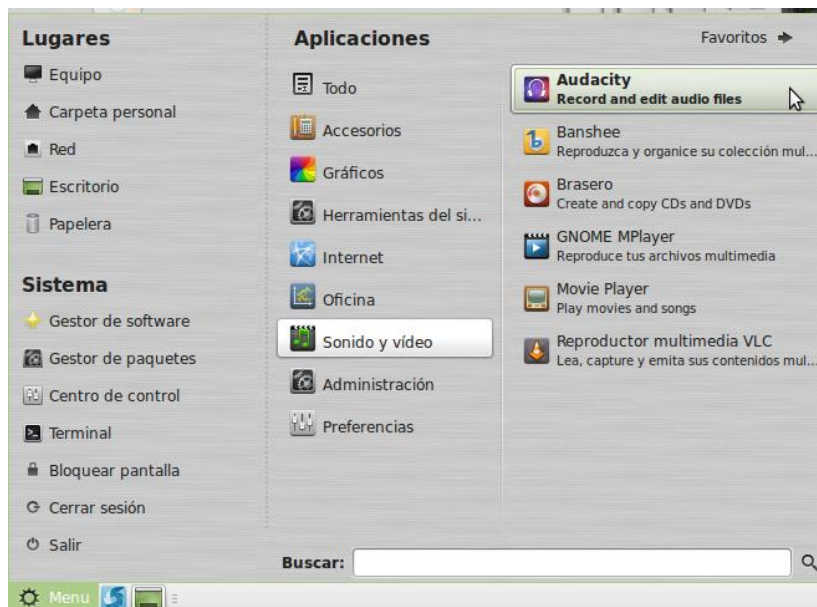 Lugares
Equipo
Carpeta personal
Red
Escritorio
Papelera
Sistema
Gestor de software
Gestor de paquetes
Centro de control
Terminal
Bloquear pantalla
Cerrar sesión
Salir
Aplicaciones
Favoritos
Todo
Accesorios
Gráficos
Herramientas del si...
Internet
Oficina
Sonido y vídeo
Administración
Preferencias
Audacity
Record and edit audio files
Banshee
Reproduzca y organice su colección mul...
Brasero
Create and copy CDs and DVDs
GNOME MPlayer
Reproduce tus archivos multimedia
Movie Player
Play movies and songs
Reproductor multimedia VLC
Lea, capture y emita sus contenidos mul...
Buscar:
Menu